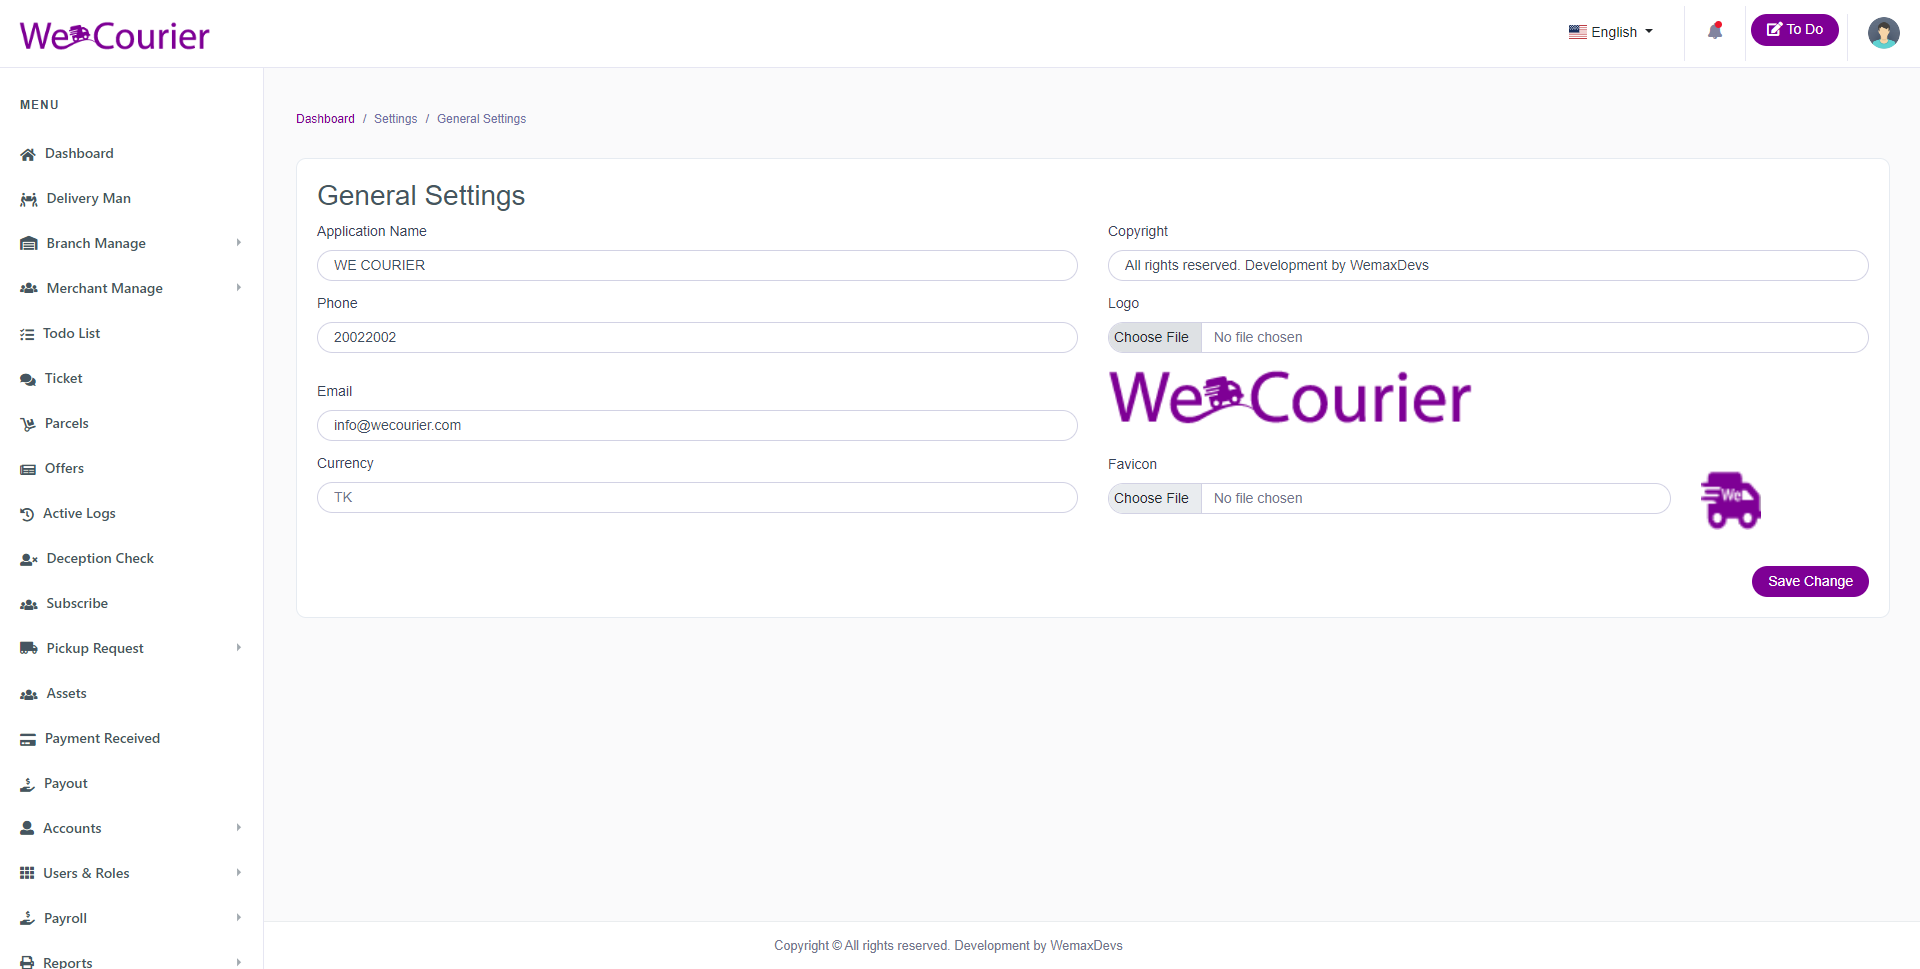 We Courier
English
To Do
MENU
Dashboard
Delivery Man
Branch Manage
Merchant Manage
Todo List
Ticket
Parcels
Offers
Active Logs
Deception Check
Subscribe
Pickup Request
Assets
Payment Received
Payout
Accounts
Users & Roles
Payroll
Reports
Dashboard / Settings / General Settings
General Settings
Application Name
WE COURIER
Phone
20022002
Email
info@wecourier.com
Currency
TK
Copyright
All rights reserved. Development by WemaxDevs
Logo
Choose File No file chosen
We Courier
Favicon
Choose File No file chosen
We
Save Change
Copyright © All rights reserved. Development by WemaxDevs